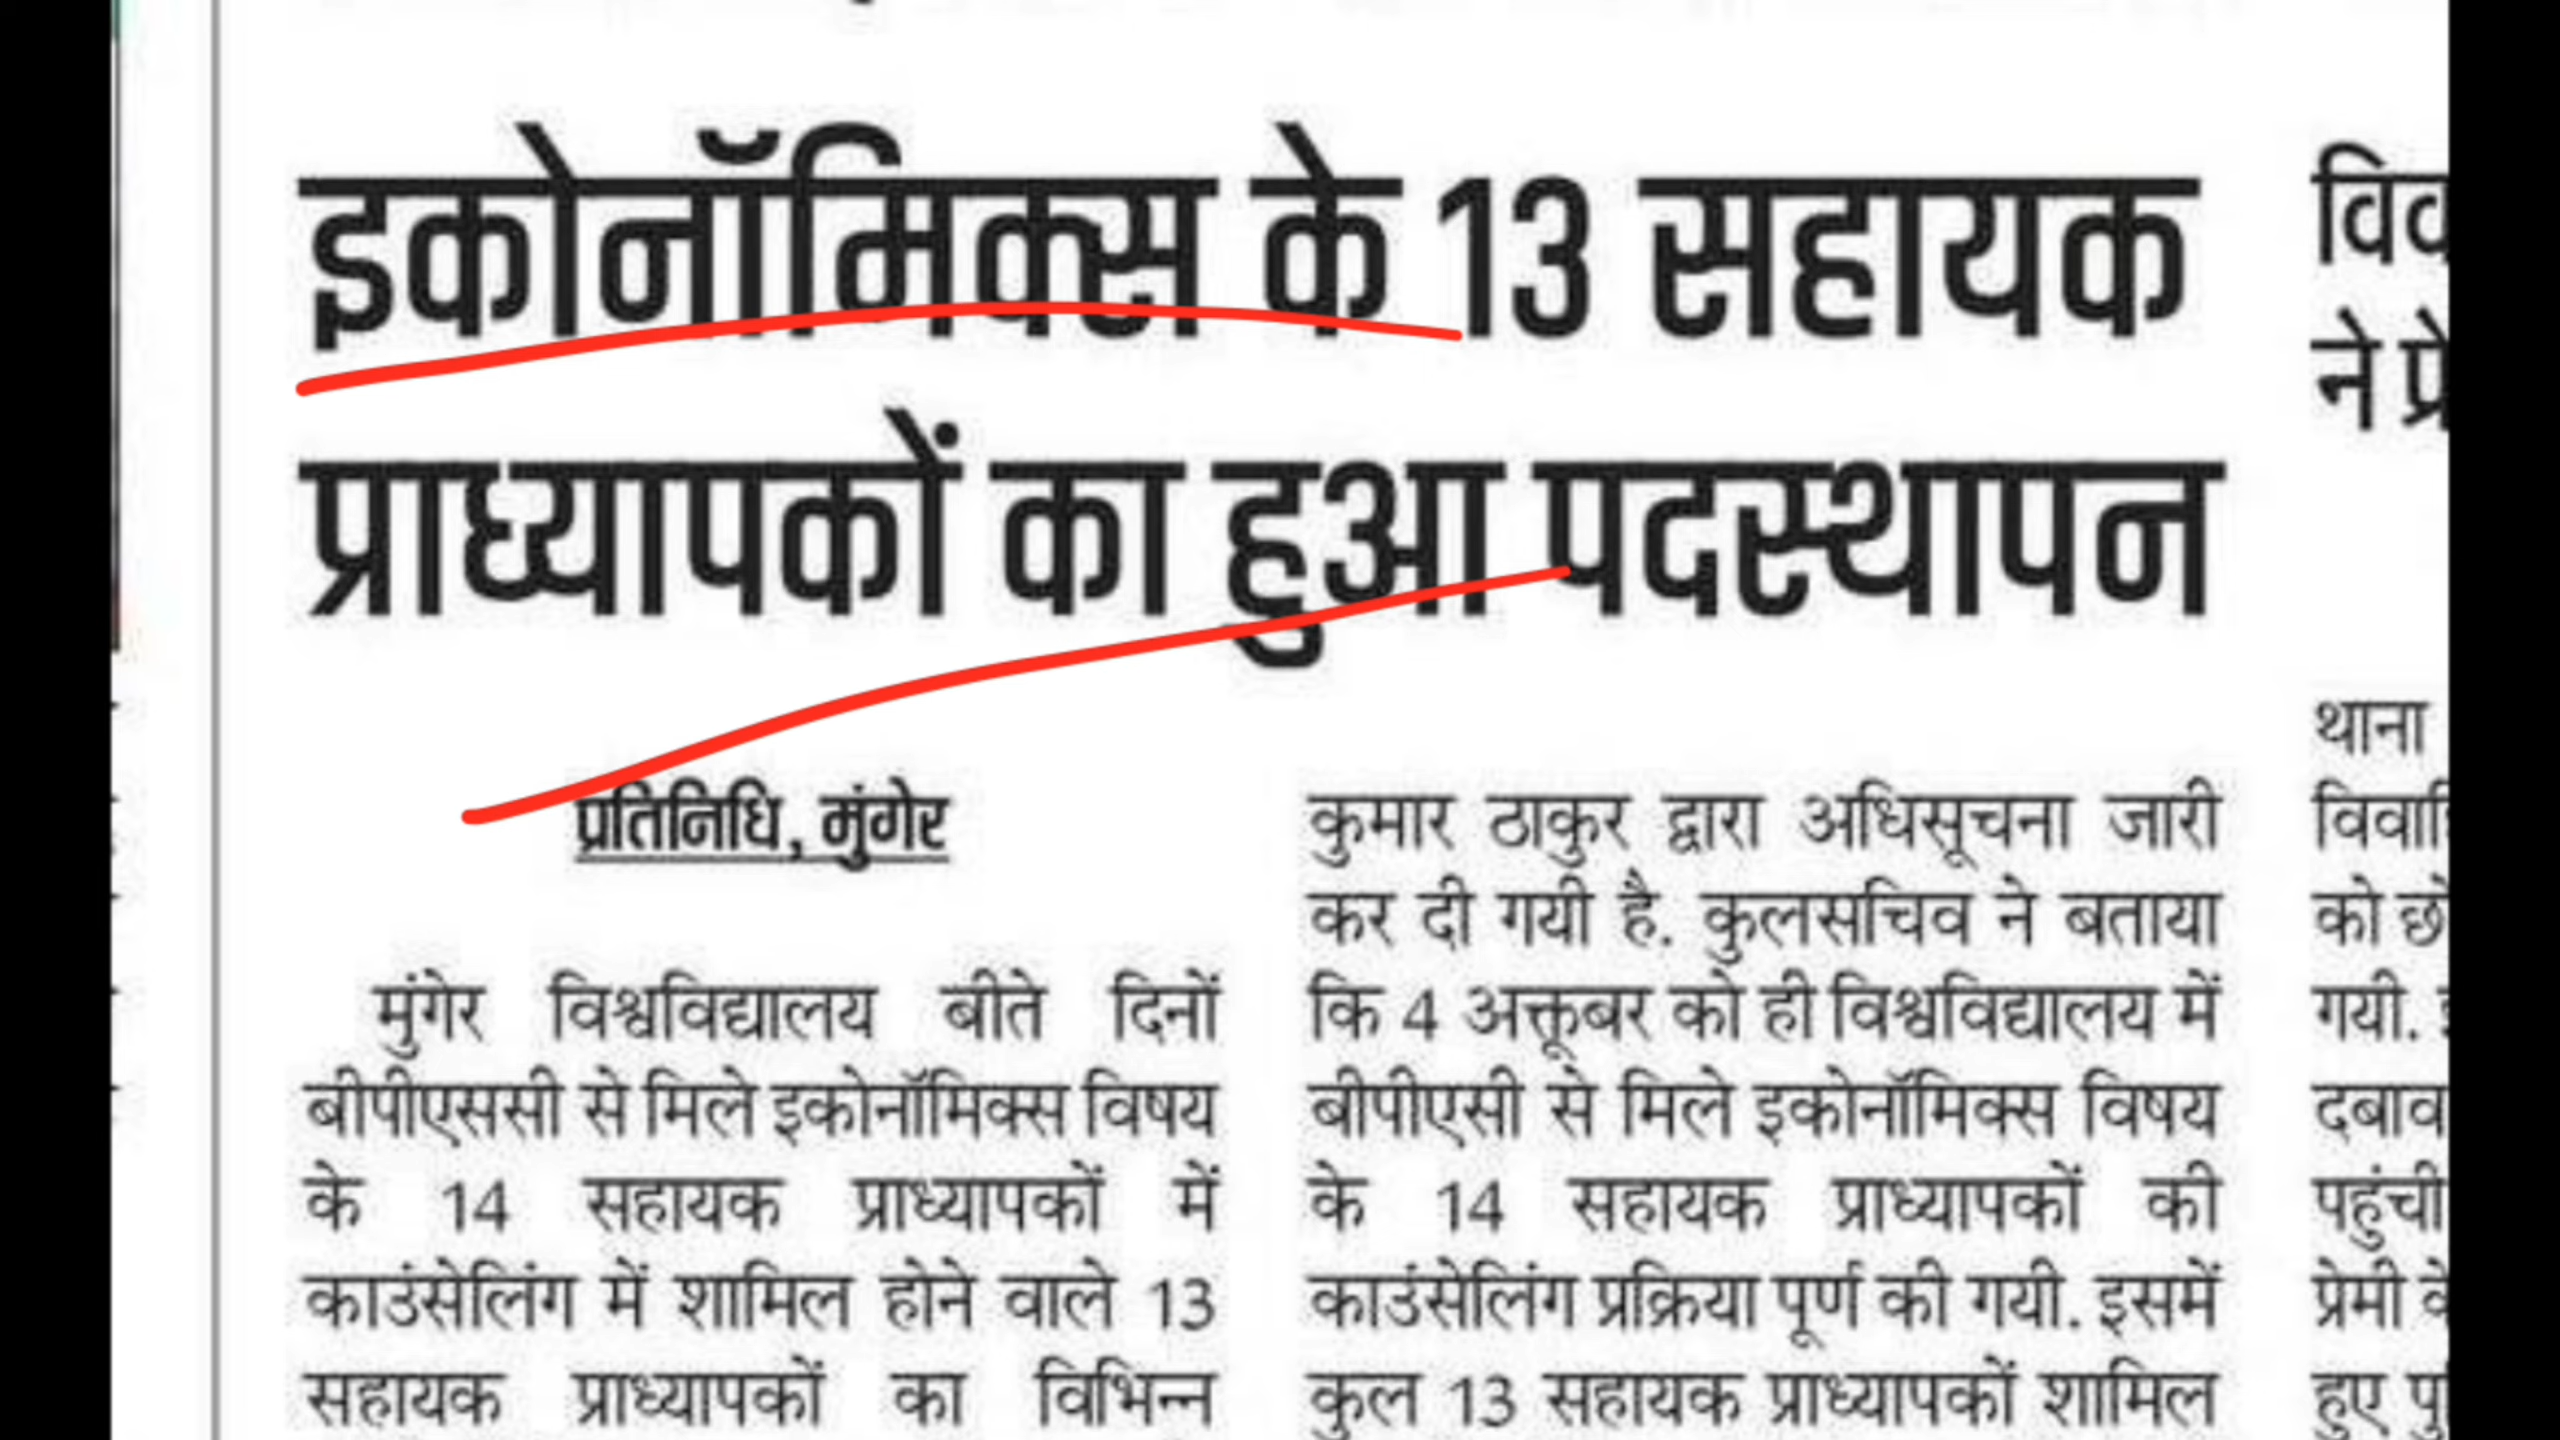 इकोनॉमिक्स के 13 सहायक
प्राध्यापकों का हुआ पदस्थापन
प्रतिनिधि, मुंगेर
मुंगेर विश्वविद्यालय बीते दिनों
बीपीएससी से मिले इकोनॉमिक्स विषय
के 14 सहायक प्राध्यापकों में
काउंसेलिंग में शामिल होने वाले 13
सहायक प्राध्यापकों का विभिन्न
कुमार ठाकुर द्वारा अधिसूचना जारी
कर दी गयी है. कुलसचिव ने बताया
कि 4 अक्तूबर को ही विश्वविद्यालय में
बीपीएसी से मिले इकोनॉमिक्स विषय
के 14 सहायक प्राध्यापकों की
काउंसेलिंग प्रक्रिया पूर्ण की गयी. इसमें
कुल 13 सहायक प्राध्यापकों शामिल
ने
थाना
को
गयी.
दबाव
पहुंची
प्रेमी
हुए